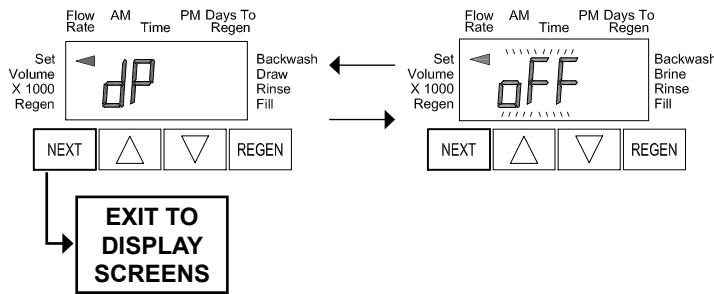 Flow Rate AM Time PM Days To Regen
Set
Volume
X 1000
Regen
dP
Backwash
Draw
Rinse
Fill
NEXT REGEN
EXIT TO
DISPLAY
SCREENS
Flow Rate AM Time PM Days To Regen
Set
Volume
X 1000
Regen
oFF
Backwash
Brine
Rinse
Fill
NEXT REGEN